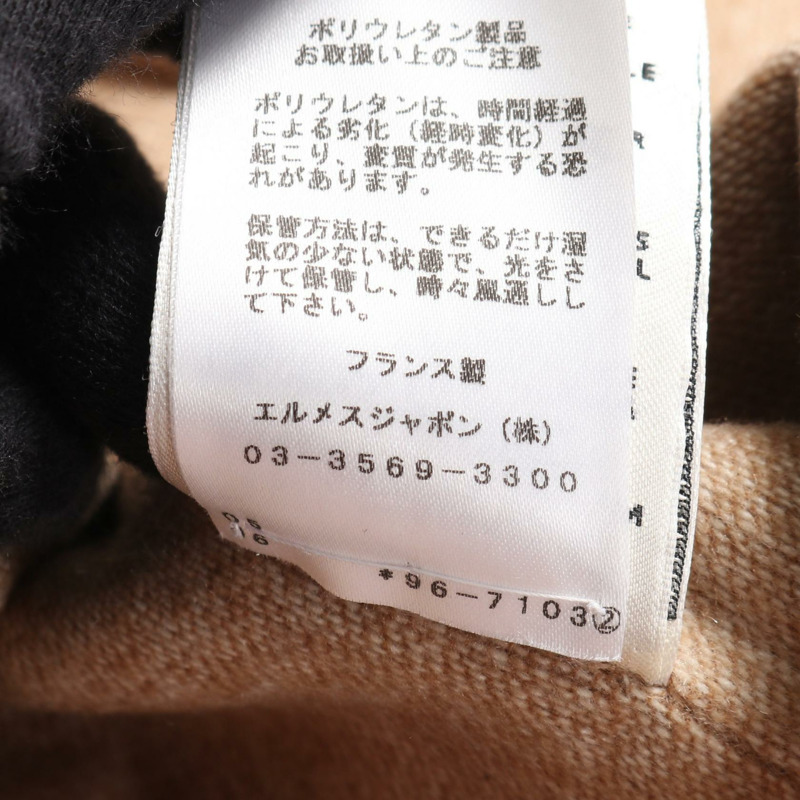 ポリウレタン製品
お取扱い上のご注意
ポリウレタンは、時間経過
による劣化（経時変化）が
起こり、変質が発生する恐
れがあります。
保管方法は、できるだけ湿
気の少ない状態で、光をさ
けて保管し、時々風通しし
て下さい。
フランス製
エルメスジャポン（株）
03-3569-3300
05
16
*96-7103②
LE
R
S
L